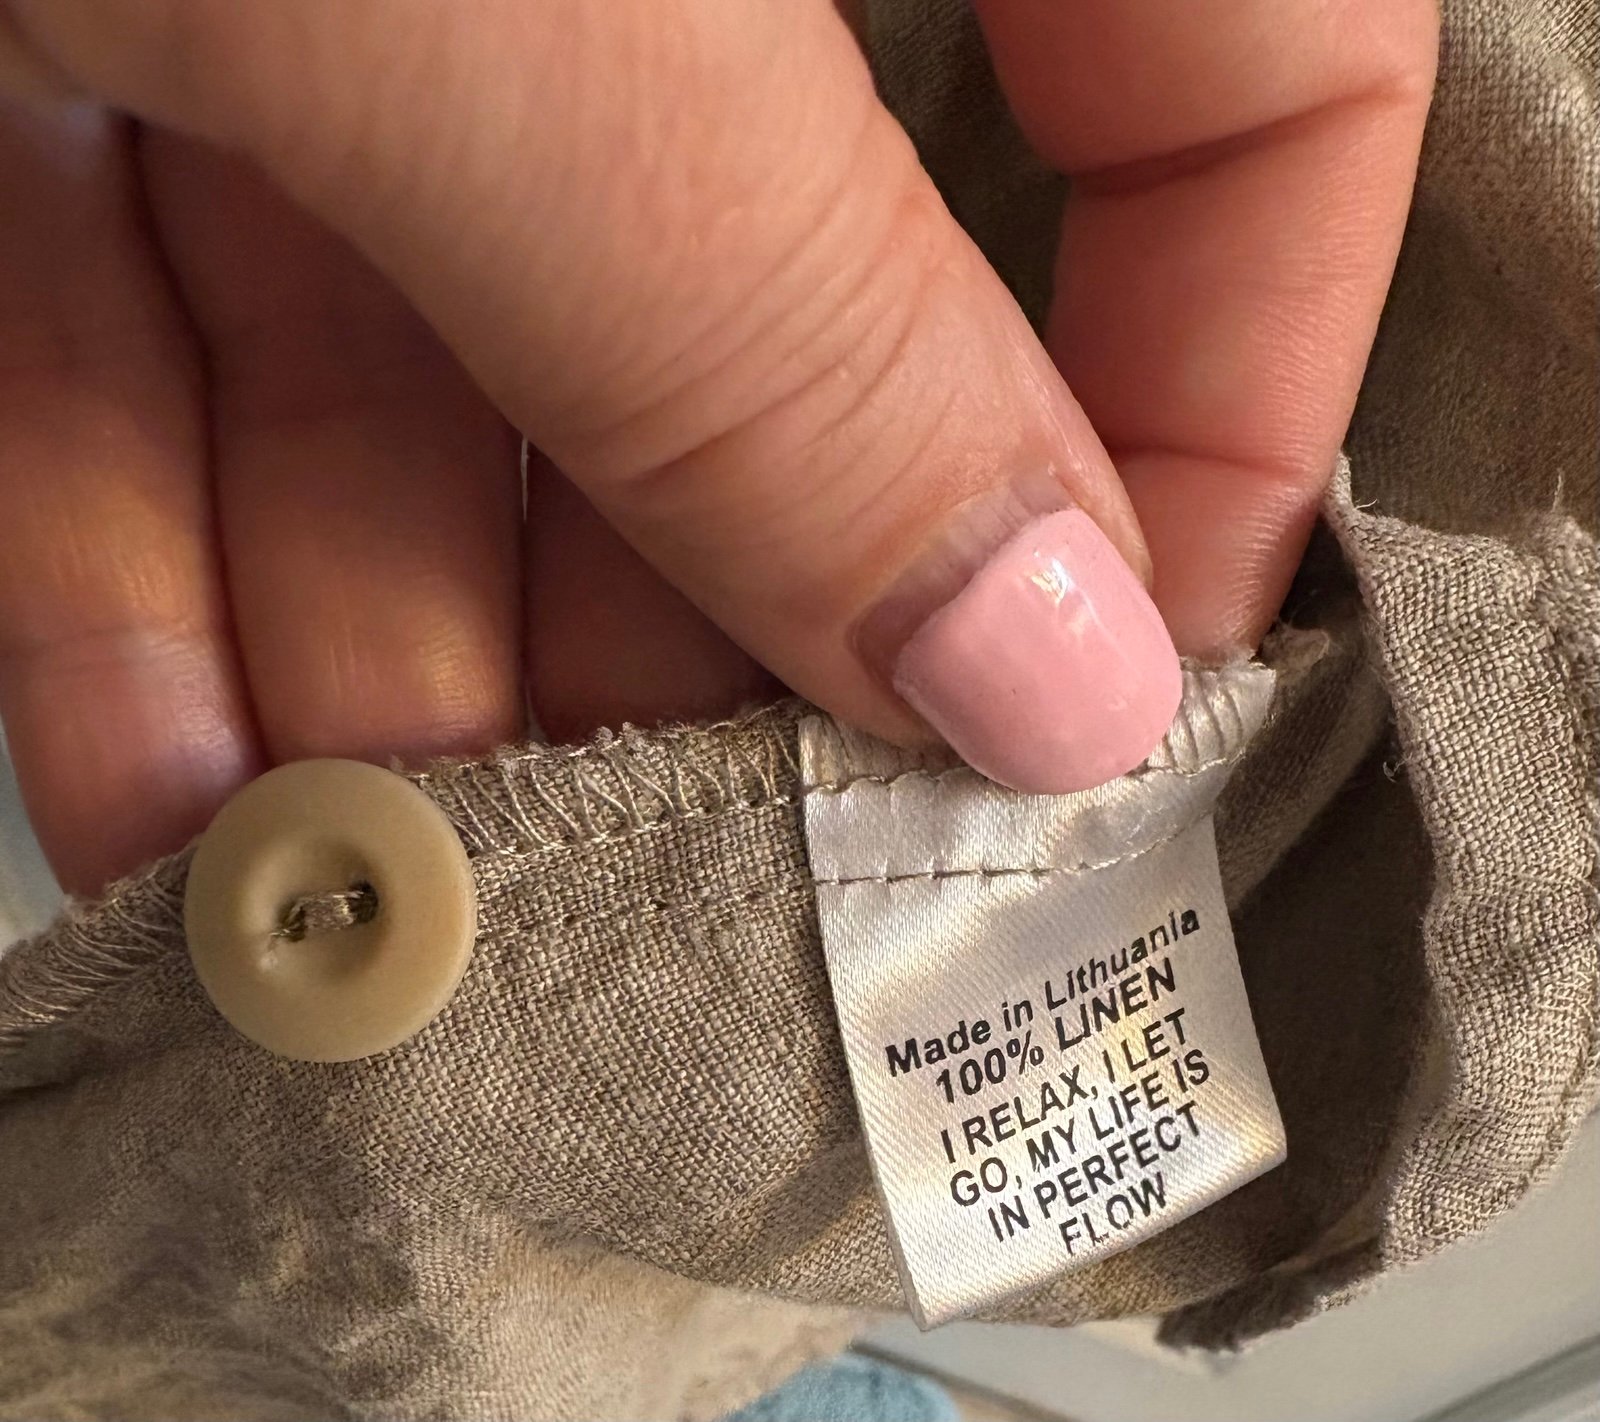 Made in Lithuania
100% LINEN
I RELAX, I LET
GO, MY LIFE IS
IN PERFECT
FLOW